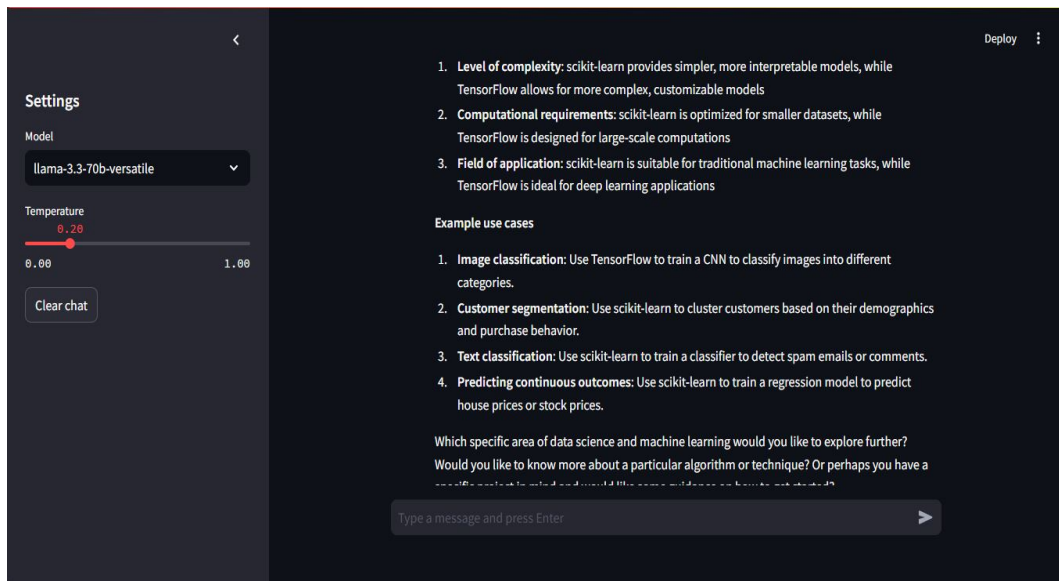 Deploy
Settings
Model
llama-3.3-70b-versatile
Temperature
0.20
0.00 1.00
Clear chat
1. Level of complexity: scikit-learn provides simpler, more interpretable models, while
TensorFlow allows for more complex, customizable models
2. Computational requirements: scikit-learn is optimized for smaller datasets, while
TensorFlow is designed for large-scale computations
3. Field of application: scikit-learn is suitable for traditional machine learning tasks, while
TensorFlow is ideal for deep learning applications
Example use cases
1. Image classification: Use TensorFlow to train a CNN to classify images into different
categories.
2. Customer segmentation: Use scikit-learn to cluster customers based on their demographics
and purchase behavior.
3. Text classification: Use scikit-learn to train a classifier to detect spam emails or comments.
4. Predicting continuous outcomes: Use scikit-learn to train a regression model to predict
house prices or stock prices.
Which specific area of data science and machine learning would you like to explore further?
Would you like to know more about a particular algorithm or technique? Or perhaps you have a
Type a message and press Enter